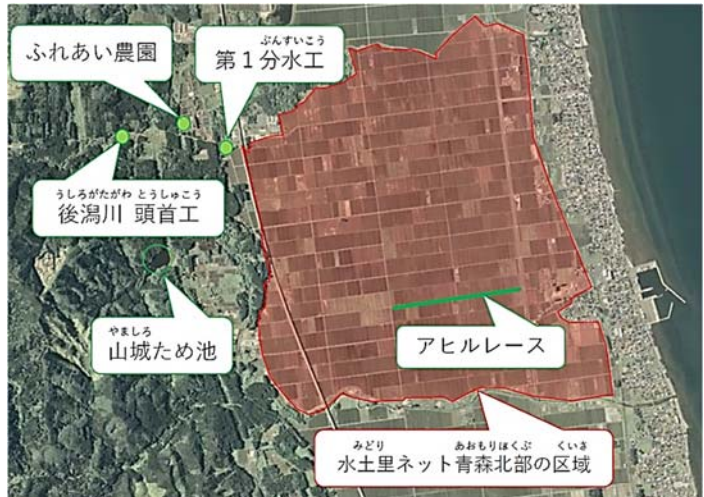 ふれあい農園
ぶんすいこう
第1分水工
うしろがたがわ とうしゅこう
後潟川 頭首工
やましろ
山城ため池
アヒルレース
みどり あおもりほくぶ くいき
水土里ネット青森北部の区域